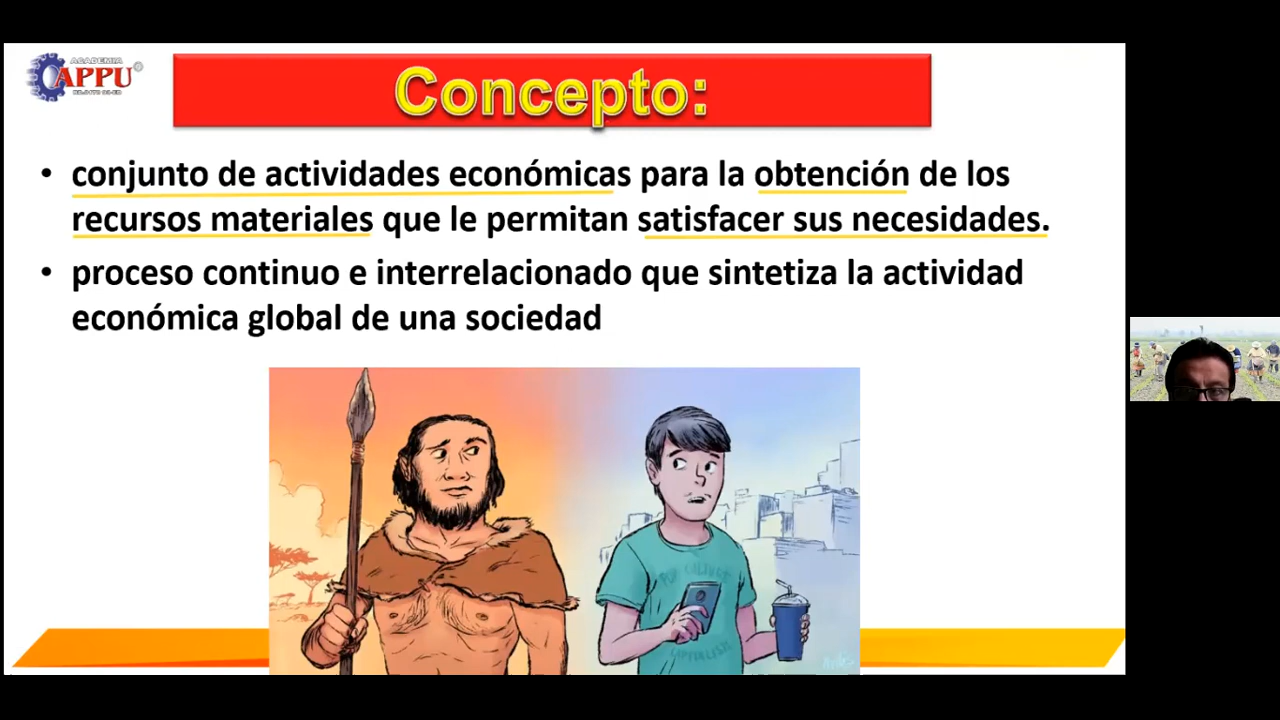 ACADEMIA
APPU
Concepto:
• conjunto de actividades económicas para la obtención de los
recursos materiales que le permitan satisfacer sus necesidades.
• proceso continuo e interrelacionado que sintetiza la actividad
económica global de una sociedad